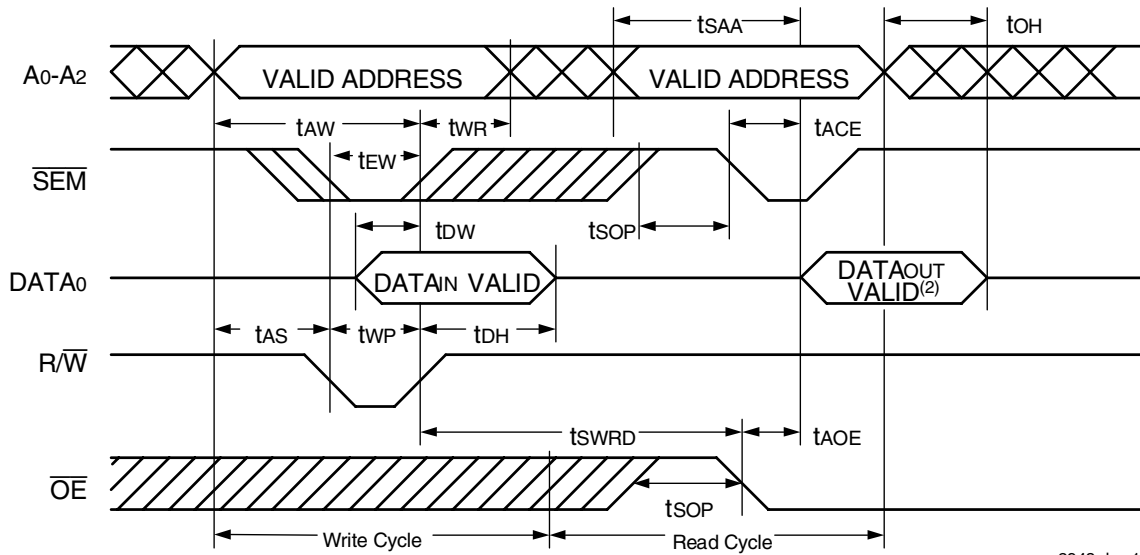 tSAA
tOH
A0-A2
VALID ADDRESS
VALID ADDRESS
tAW
tWR
tACE
tEW
SEM
tDW
tSOP
DATA0
DATAIN VALID
DATAOUT
VALID(2)
tAS
tWP
tDH
R/W
tSWRD
tAOE
OE
tSOP
Write Cycle
Read Cycle